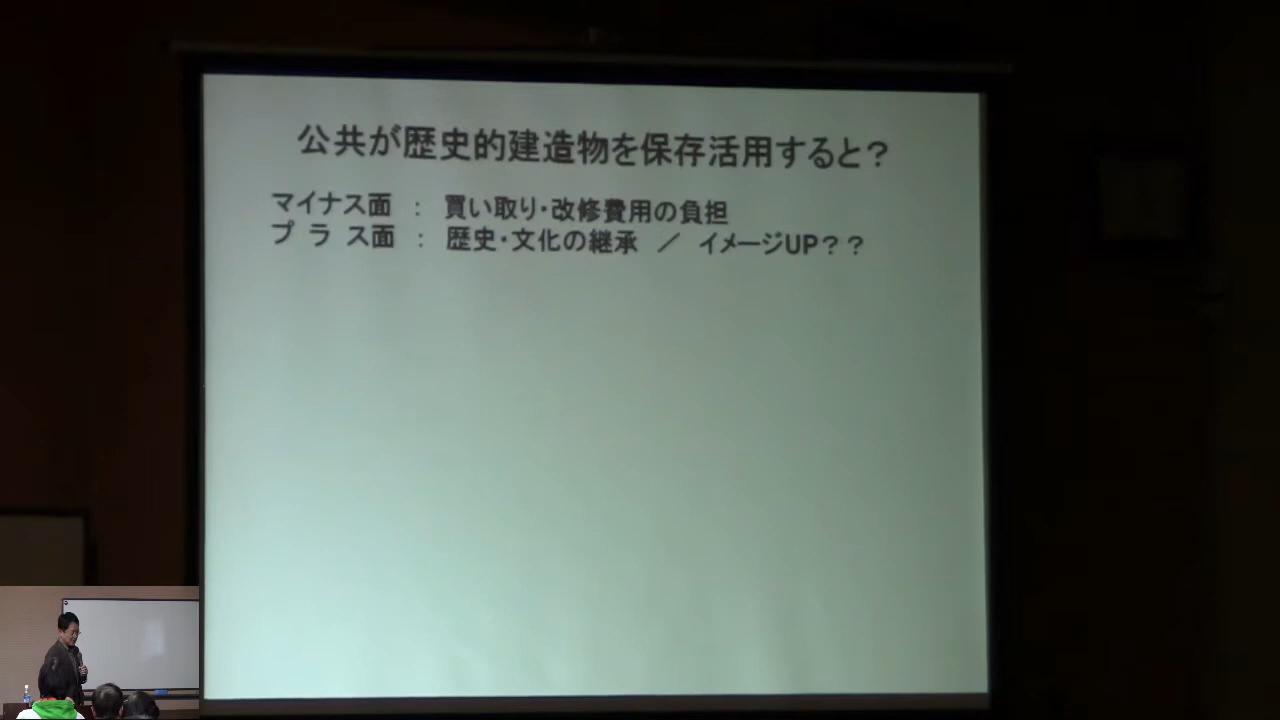 公共が歴史的建造物を保存活用すると？
マイナス面 ： 買い取り・改修費用の負担
プラス面 ： 歴史・文化の継承 ／ イメージUP？？